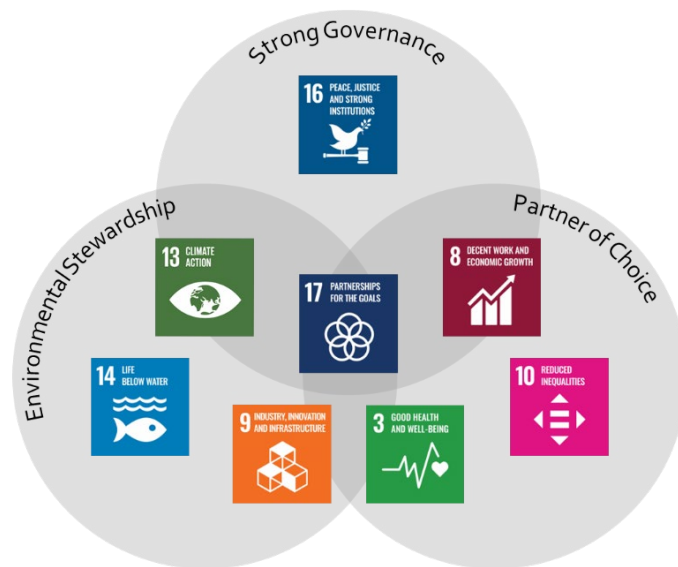 Strong Governance
16 PEACE, JUSTICE
AND STRONG
INSTITUTIONS
Environmental Stewardship
Partner of Choice
13 CLIMATE
ACTION
8 DECENT WORK AND
ECONOMIC GROWTH
17 PARTNERSHIPS
FOR THE GOALS
14 LIFE
BELOW WATER
10 REDUCED
INEQUALITIES
9 INDUSTRY, INNOVATION
AND INFRASTRUCTURE
3 GOOD HEALTH
AND WELL-BEING